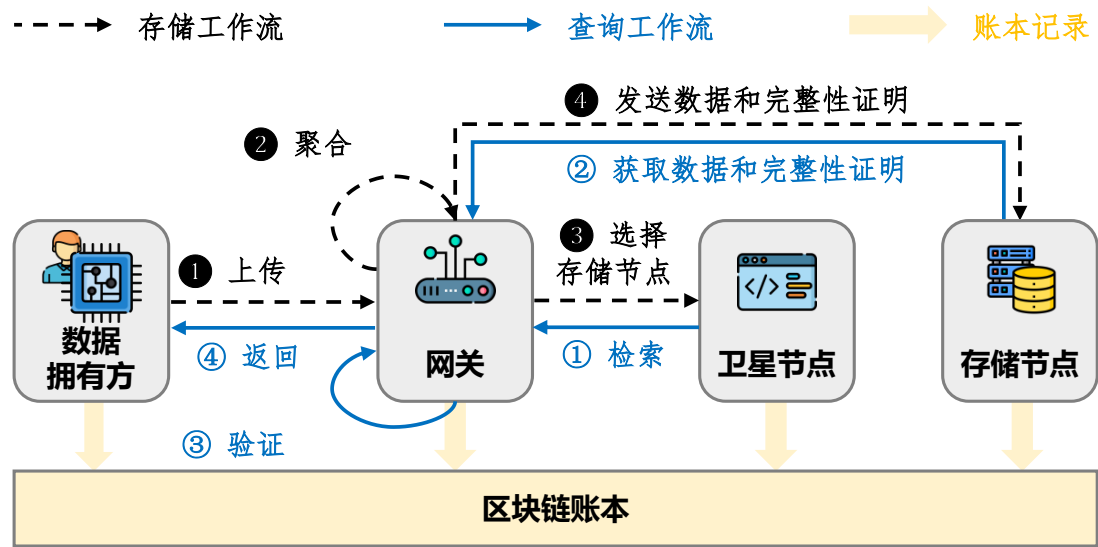 存储工作流
查询工作流
账本记录
❹ 发送数据和完整性证明
❷ 聚合
② 获取数据和完整性证明
❸ 选择
存储节点
❶ 上传
① 检索
④ 返回
数据
拥有方
网关
卫星节点
存储节点
③ 验证
区块链账本